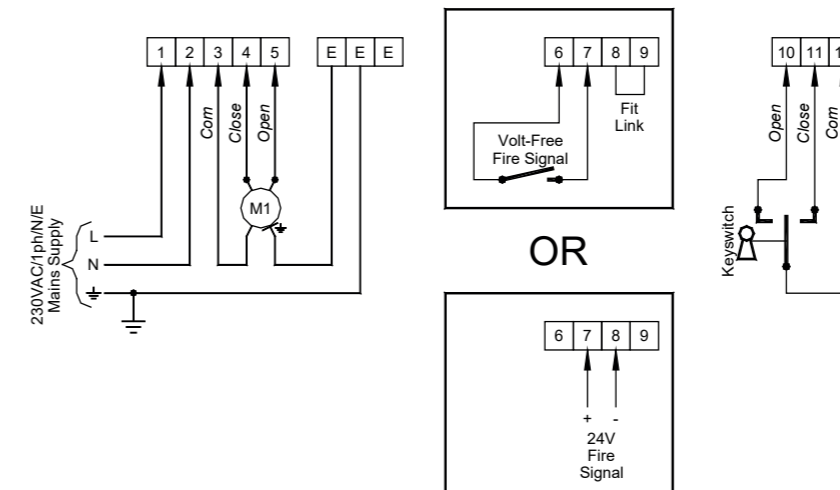 1 2 3 4 5 E E E
Com
Close
Open
M1
230VAC/1ph/N/E
Mains Supply
L
N
6 7 8 9
Fit
Link
Volt-Free
Fire Signal
OR
6 7 8 9
+ -
24V
Fire
Signal
10 11
Open
Close
Com
Keyswitch